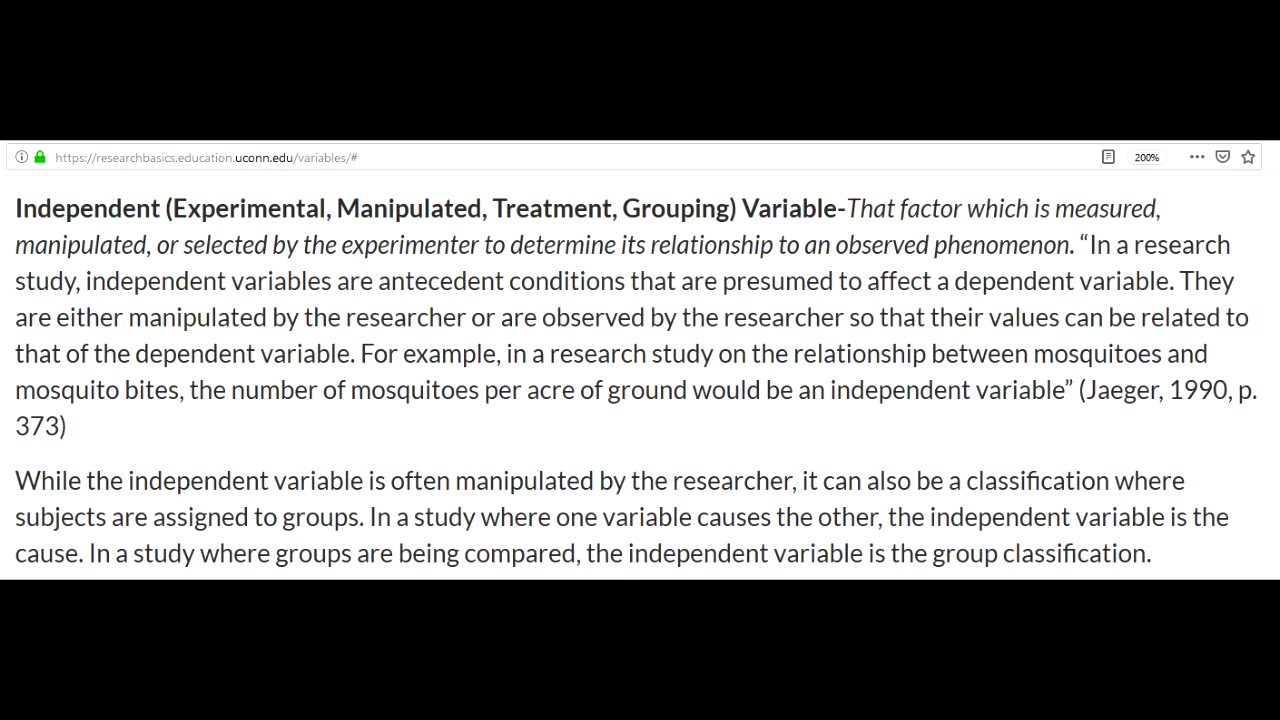 https://researchbasics.education.uconn.edu/variables/#
200%
Independent (Experimental, Manipulated, Treatment, Grouping) Variable-That factor which is measured,
manipulated, or selected by the experimenter to determine its relationship to an observed phenomenon. “In a research
study, independent variables are antecedent conditions that are presumed to affect a dependent variable. They
are either manipulated by the researcher or are observed by the researcher so that their values can be related to
that of the dependent variable. For example, in a research study on the relationship between mosquitoes and
mosquito bites, the number of mosquitoes per acre of ground would be an independent variable” (Jaeger, 1990, p.
373)
While the independent variable is often manipulated by the researcher, it can also be a classification where
subjects are assigned to groups. In a study where one variable causes the other, the independent variable is the
cause. In a study where groups are being compared, the independent variable is the group classification.